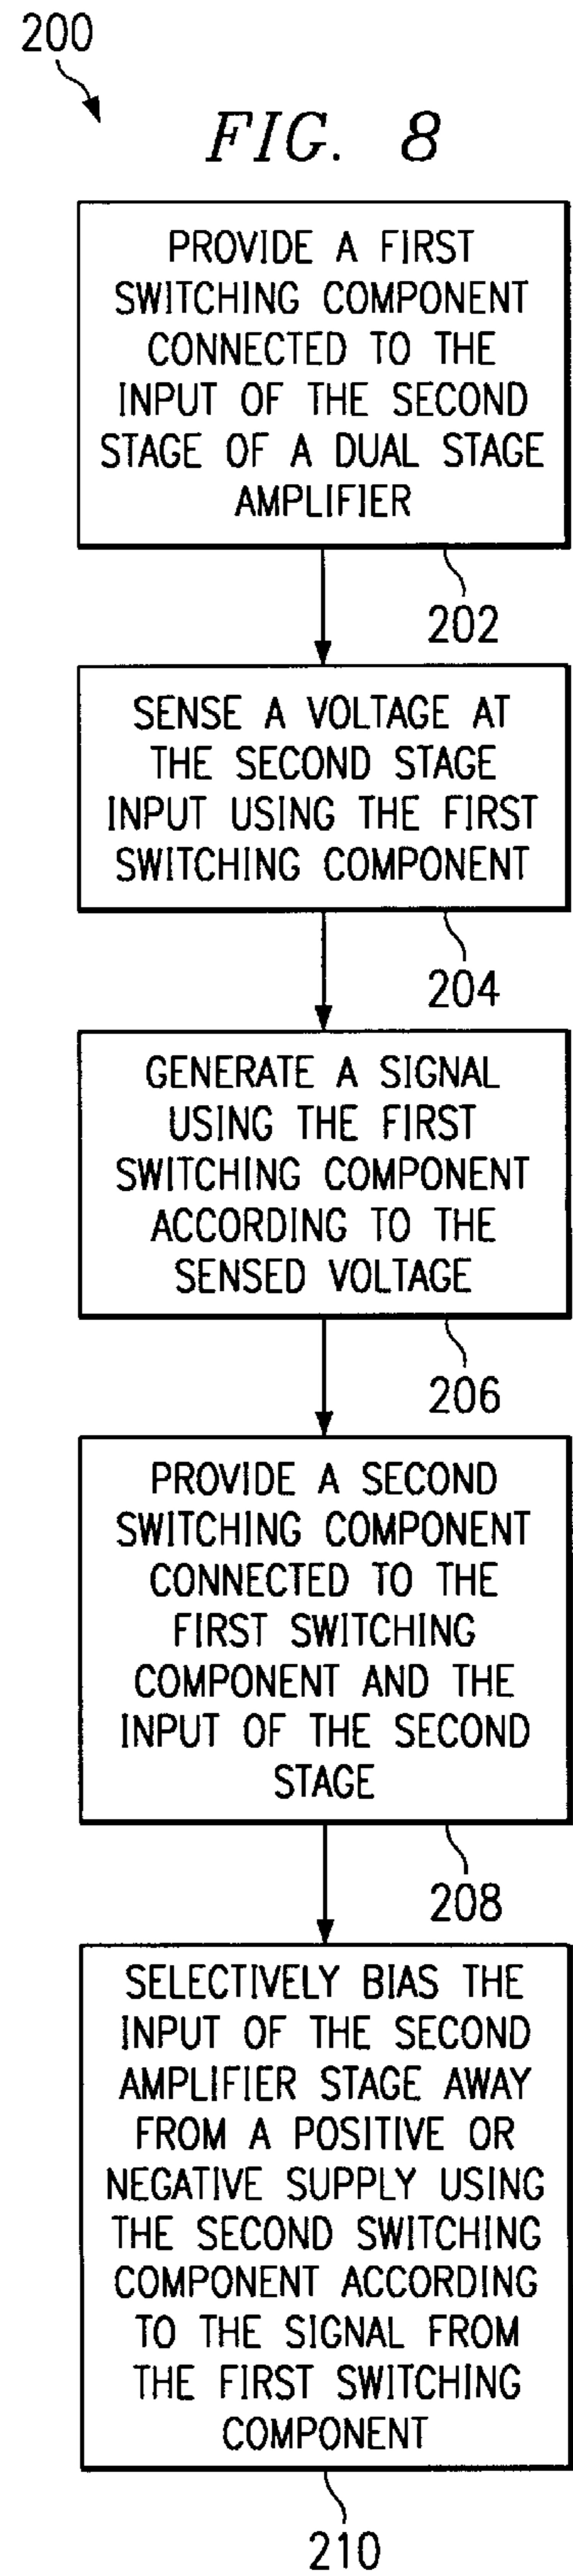 200
FIG. 8
PROVIDE A FIRST
SWITCHING COMPONENT
CONNECTED TO THE
INPUT OF THE SECOND
STAGE OF A DUAL STAGE
AMPLIFIER
202
SENSE A VOLTAGE AT
THE SECOND STAGE
INPUT USING THE FIRST
SWITCHING COMPONENT
204
GENERATE A SIGNAL
USING THE FIRST
SWITCHING COMPONENT
ACCORDING TO THE
SENSED VOLTAGE
206
PROVIDE A SECOND
SWITCHING COMPONENT
CONNECTED TO THE
FIRST SWITCHING
COMPONENT AND THE
INPUT OF THE SECOND
STAGE
208
SELECTIVELY BIAS THE
INPUT OF THE SECOND
AMPLIFIER STAGE AWAY
FROM A POSITIVE OR
NEGATIVE SUPPLY USING
THE SECOND SWITCHING
COMPONENT ACCORDING
TO THE SIGNAL FROM
THE FIRST SWITCHING
COMPONENT
210